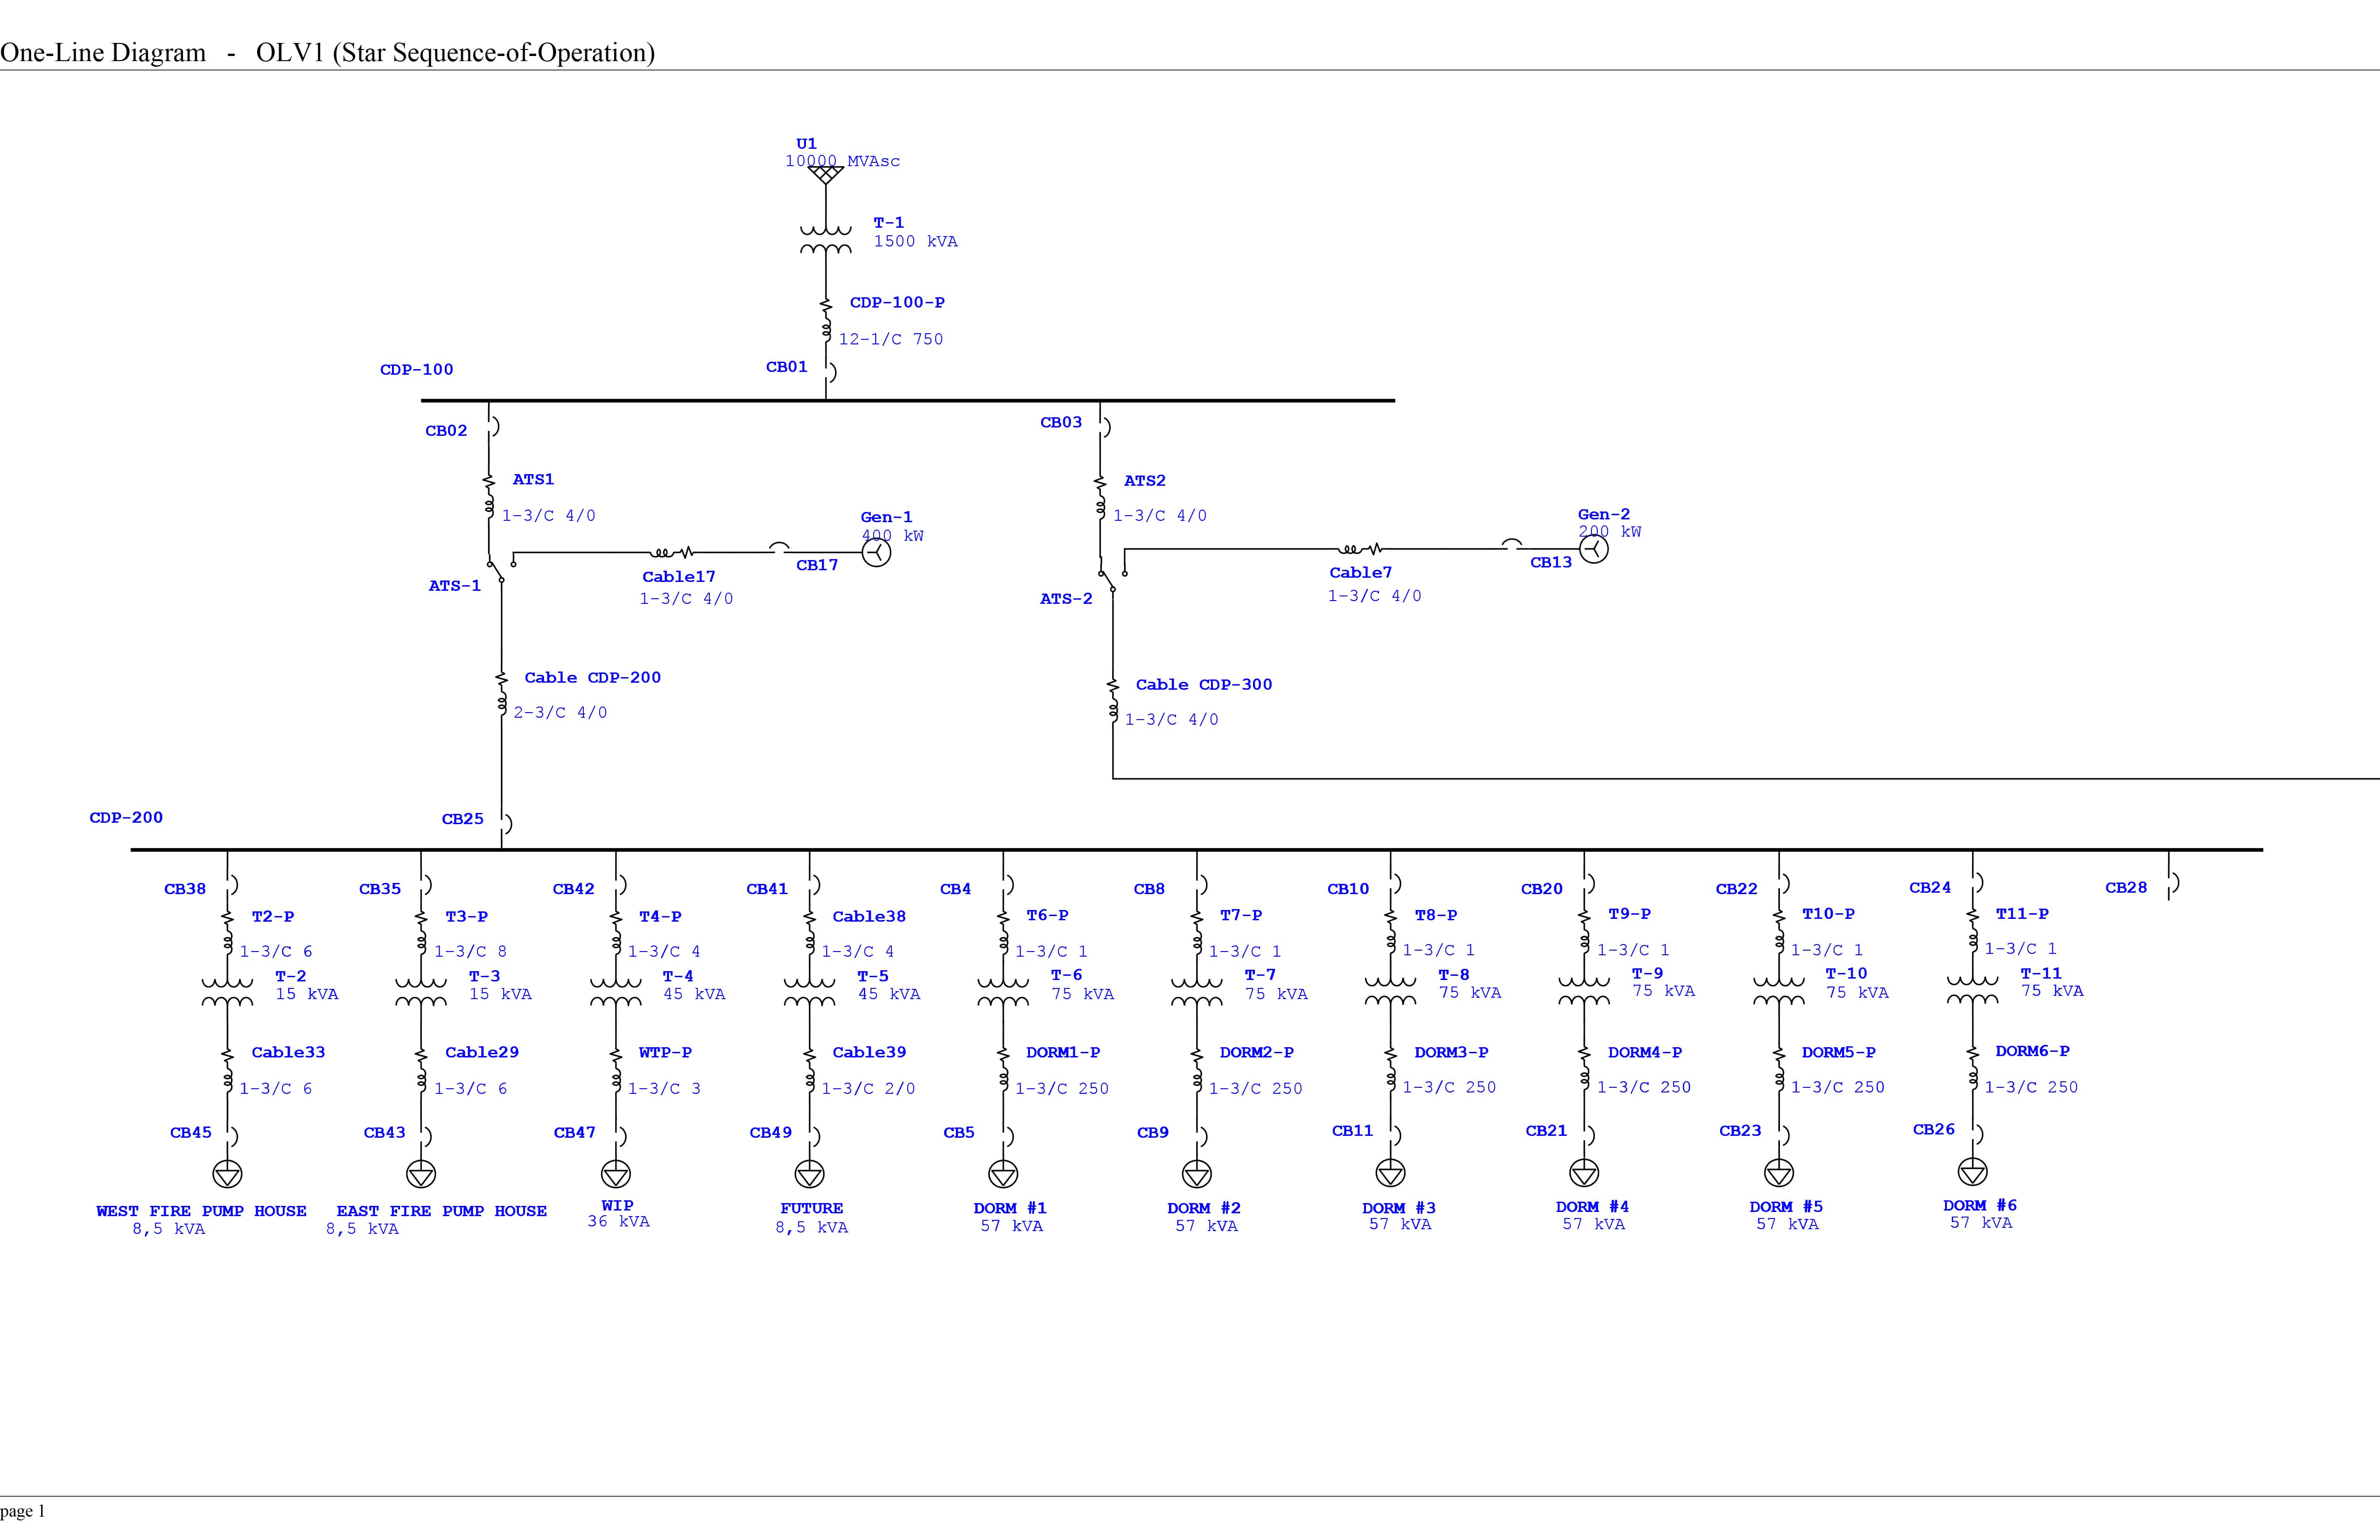 One-Line Diagram - OLV1 (Star Sequence-of-Operation)
U1
10000 MVAsc
T-1
1500 kVA
CDP-100-P
12-1/C 750
CB01
CDP-100
CB02
CB03
ATS1
1-3/C 4/0
ATS2
1-3/C 4/0
Gen-1
400 kW
Gen-2
200 kW
CB17
CB13
Cable17
1-3/C 4/0
Cable7
1-3/C 4/0
ATS-1
ATS-2
Cable CDP-200
2-3/C 4/0
Cable CDP-300
1-3/C 4/0
CDP-200
CB25
CB38
CB35
CB42
CB41
CB4
CB8
CB10
CB20
CB22
CB24
CB28
T2-P
T3-P
T4-P
Cable38
T6-P
T7-P
T8-P
T9-P
T10-P
T11-P
1-3/C 6
1-3/C 8
1-3/C 4
1-3/C 4
1-3/C 1
1-3/C 1
1-3/C 1
1-3/C 1
1-3/C 1
1-3/C 1
T-2
T-3
T-4
T-5
T-6
T-7
T-8
T-9
T-10
T-11
15 kVA
15 kVA
45 kVA
45 kVA
75 kVA
75 kVA
75 kVA
75 kVA
75 kVA
75 kVA
Cable33
Cable29
WTP-P
Cable39
DORM1-P
DORM2-P
DORM3-P
DORM4-P
DORM5-P
DORM6-P
1-3/C 6
1-3/C 6
1-3/C 3
1-3/C 2/0
1-3/C 250
1-3/C 250
1-3/C 250
1-3/C 250
1-3/C 250
1-3/C 250
CB45
CB43
CB47
CB49
CB5
CB9
CB11
CB21
CB23
CB26
WEST FIRE PUMP HOUSE
EAST FIRE PUMP HOUSE
WIP
FUTURE
DORM #1
DORM #2
DORM #3
DORM #4
DORM #5
DORM #6
8,5 kVA
8,5 kVA
36 kVA
8,5 kVA
57 kVA
57 kVA
57 kVA
57 kVA
57 kVA
57 kVA
page 1